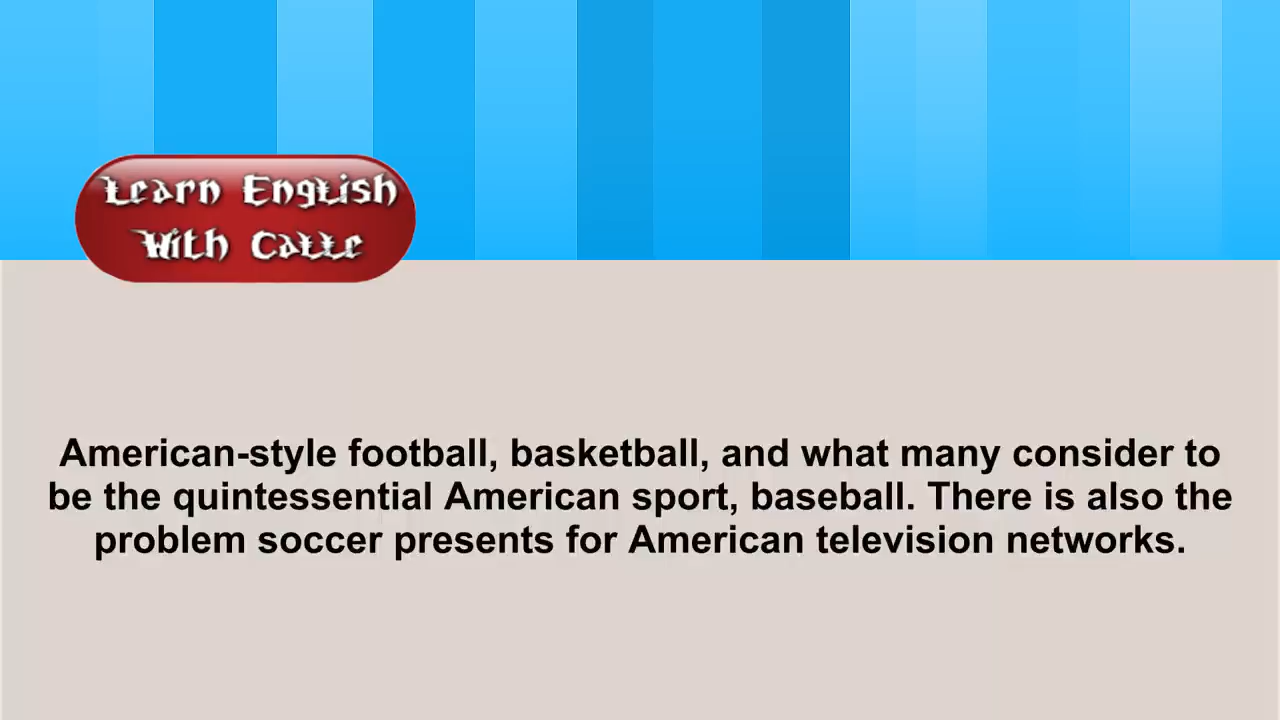 Learn English
With Catte
American-style football, basketball, and what many consider to
be the quintessential American sport, baseball. There is also the
problem soccer presents for American television networks.